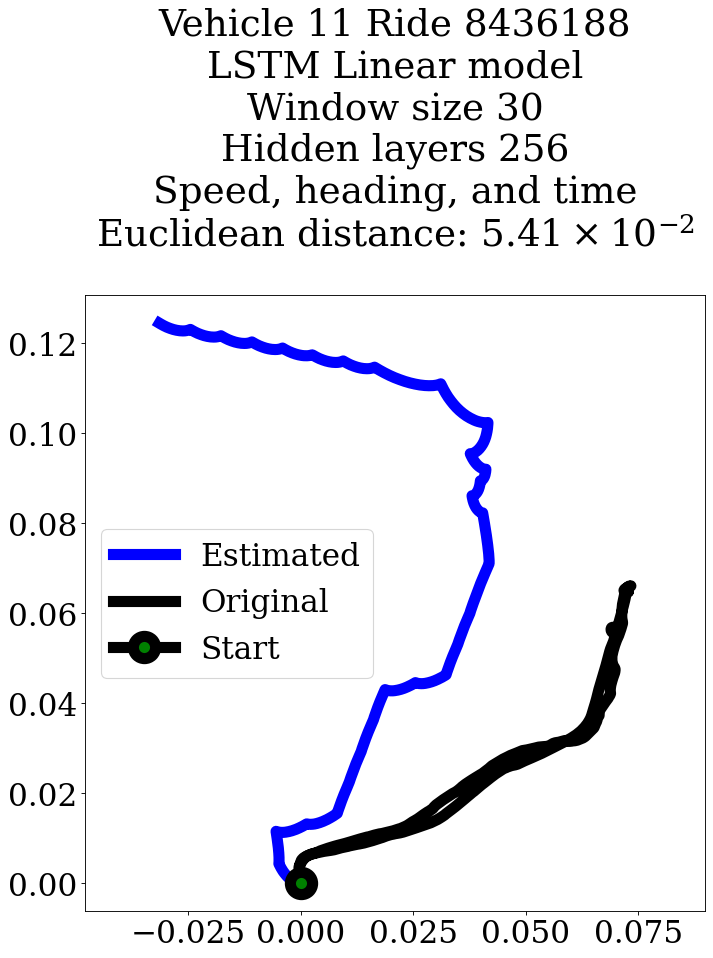 Vehicle 11 Ride 8436188
LSTM Linear model
Window size 30
Hidden layers 256
Speed, heading, and time
Euclidean distance: 5.41 × 10⁻²
0.12
0.10
0.08
0.06
0.04
0.02
0.00
Estimated
Original
Start
−0.025 0.000 0.025 0.050 0.075